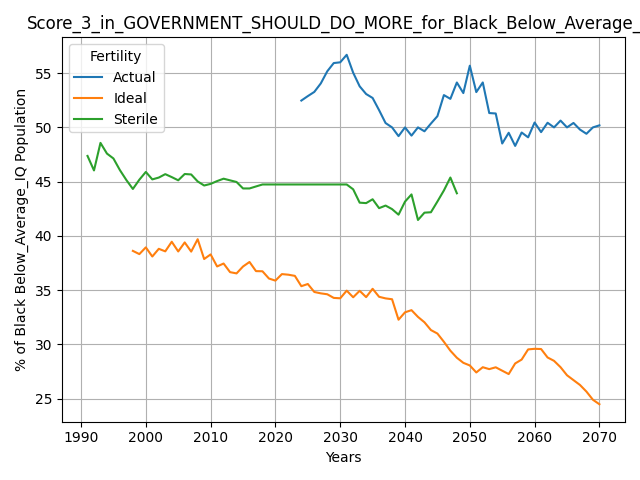 Score_3_in_GOVERNMENT_SHOULD_DO_MORE_for_Black_Below_Average_
Fertility
Actual
Ideal
Sterile
% of Black Below_Average_IQ Population
55
50
45
40
35
30
25
1990
2000
2010
2020
2030
2040
2050
2060
2070
Years